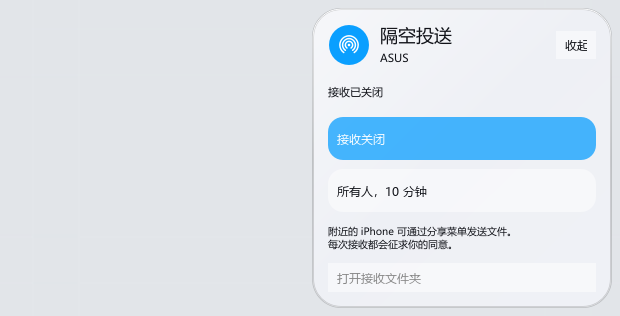 隔空投送
收起
ASUS
接收已关闭
接收关闭
所有人，10 分钟
附近的 iPhone 可通过分享菜单发送文件。
每次接收都会征求你的同意。
打开接收文件夹